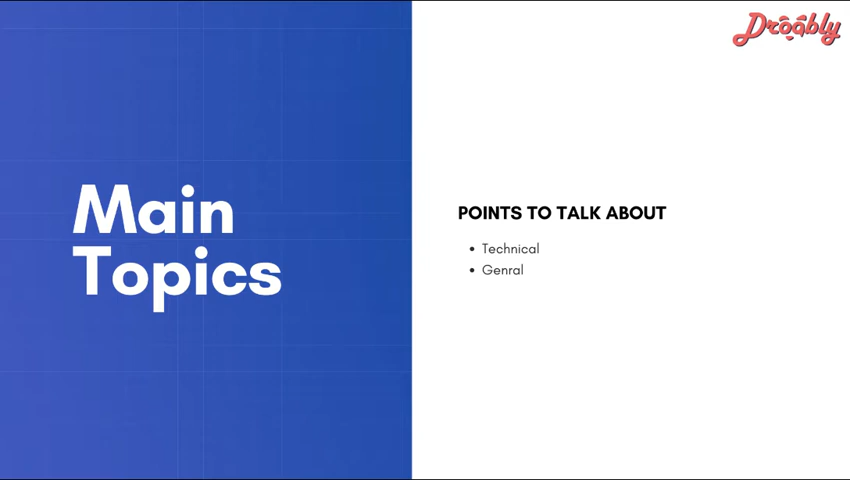 Droobly
Main
Topics
POINTS TO TALK ABOUT
• Technical
• Genral